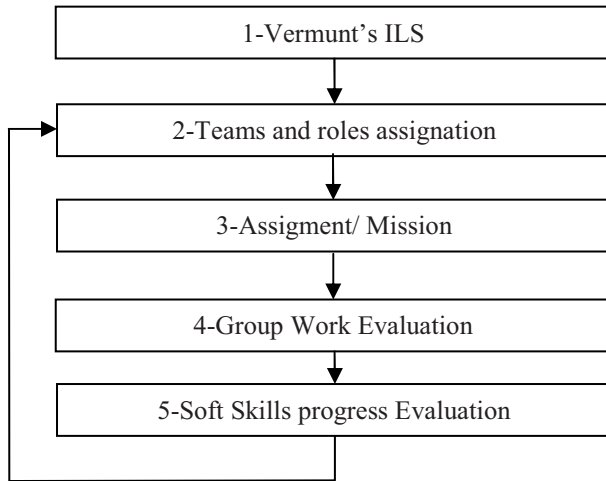 1-Vermunt’s ILS
2-Teams and roles assignation
3-Assigment/ Mission
4-Group Work Evaluation
5-Soft Skills progress Evaluation